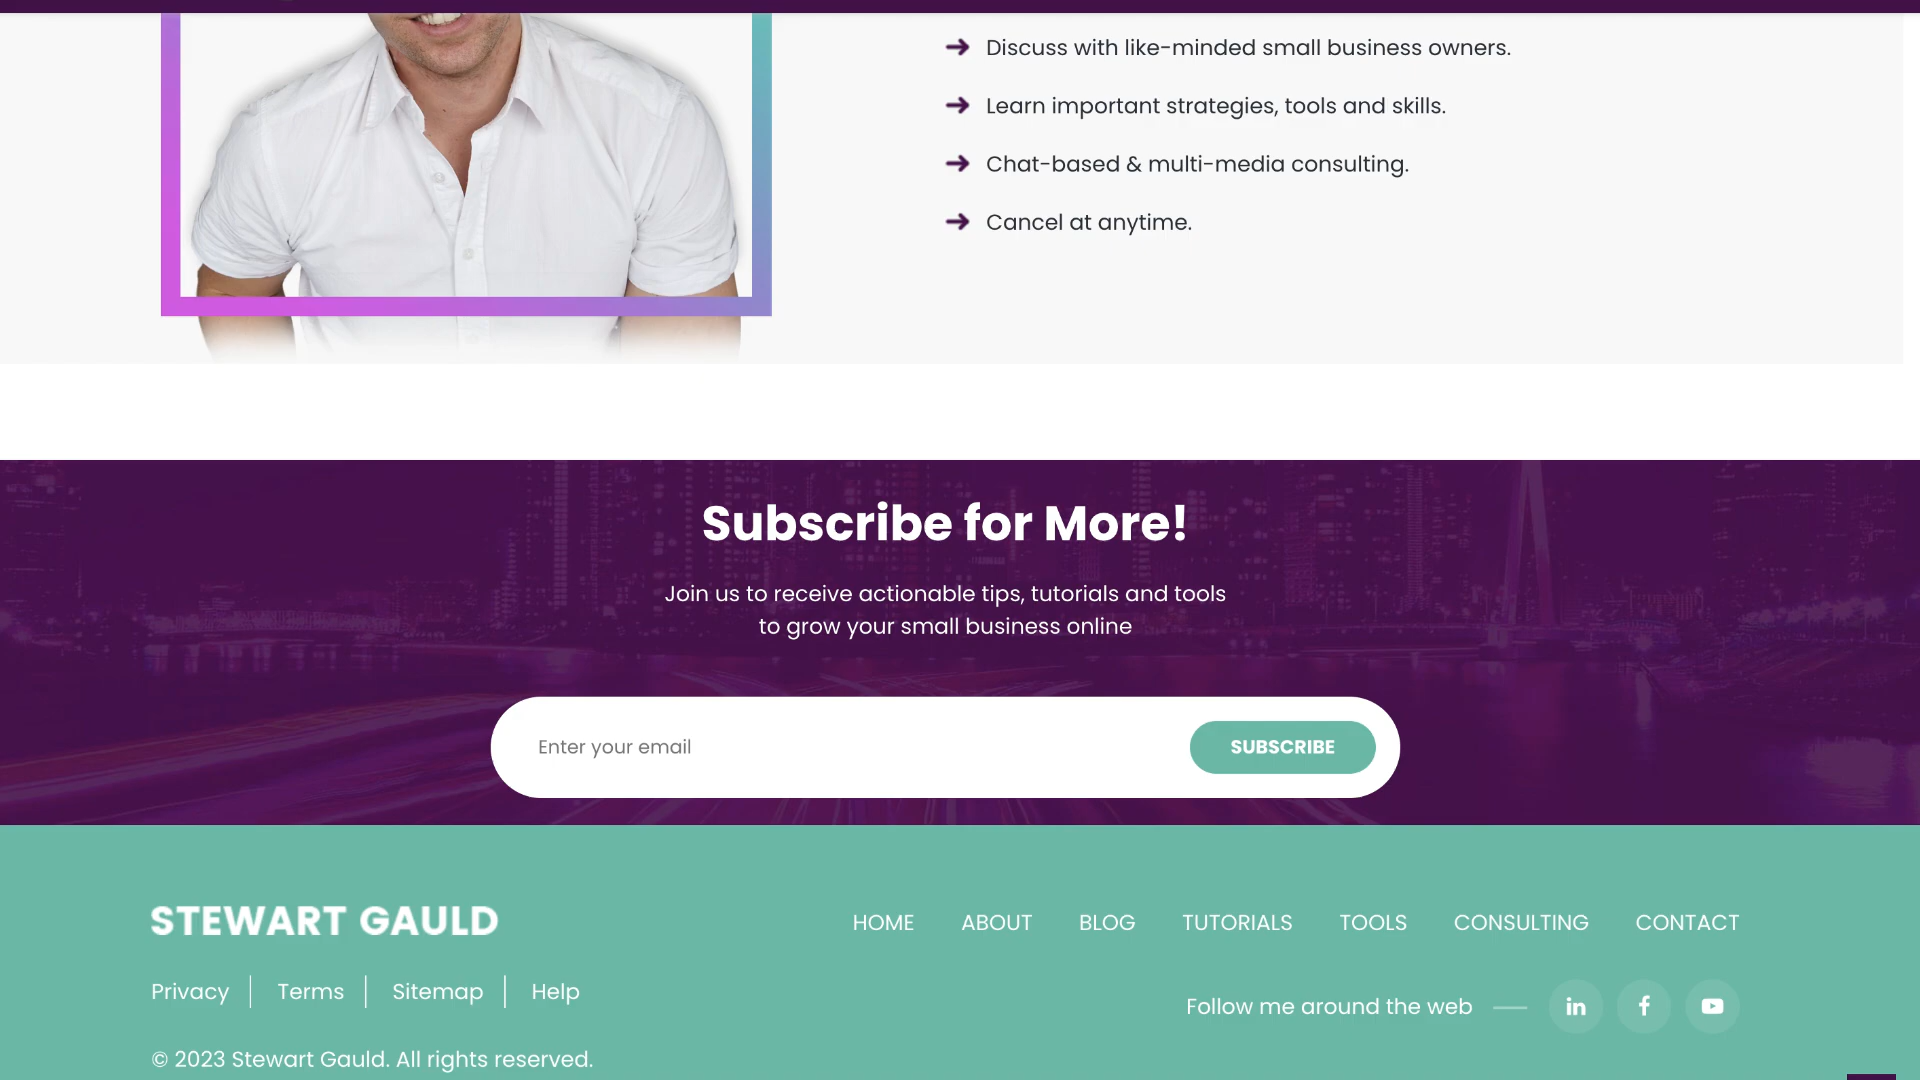 Discuss with like-minded small business owners.
Learn important strategies, tools and skills.
Chat-based & multi-media consulting.
Cancel at anytime.
Subscribe for More!
Join us to receive actionable tips, tutorials and tools
to grow your small business online
Enter your email
SUBSCRIBE
STEWART GAULD
HOME ABOUT BLOG TUTORIALS TOOLS CONSULTING CONTACT
Privacy Terms Sitemap Help
Follow me around the web
© 2023 Stewart Gauld. All rights reserved.